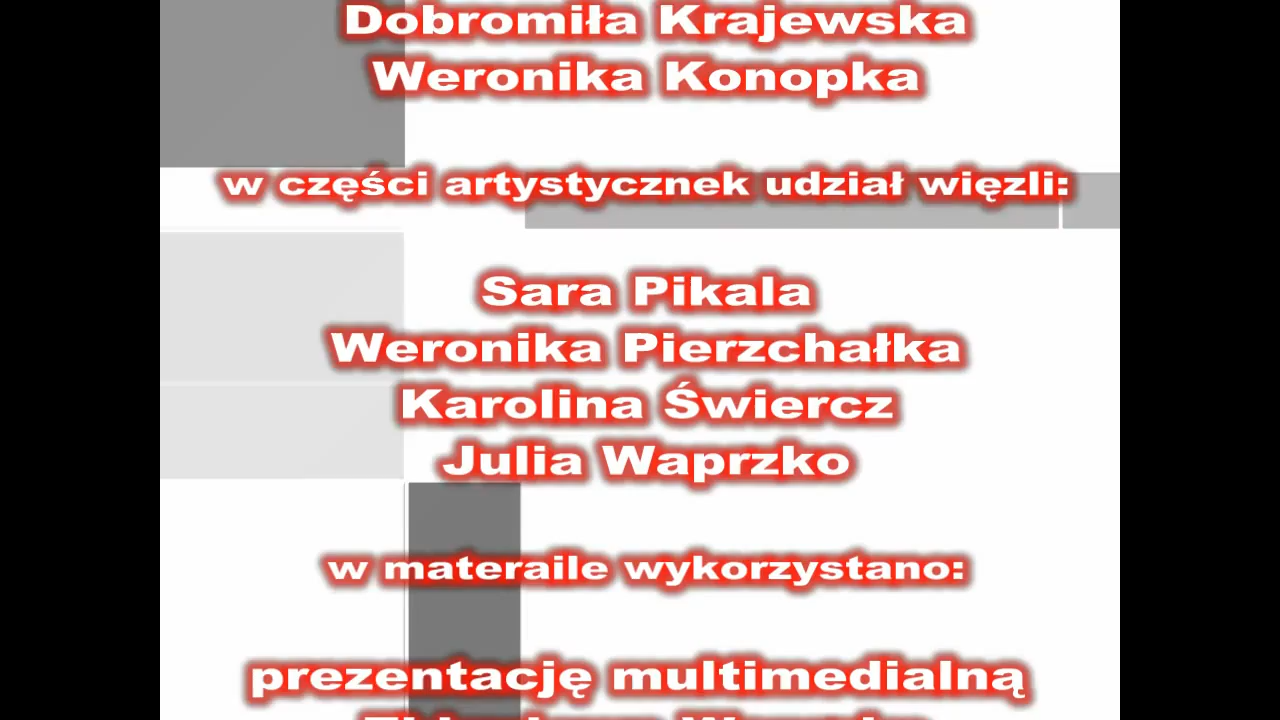 Dobromiła Krajewska
Weronika Konopka
w części artystycznek udział więzli:
Sara Pikala
Weronika Pierzchałka
Karolina Świercz
Julia Waprzko
w materaile wykorzystano:
prezentację multimedialną